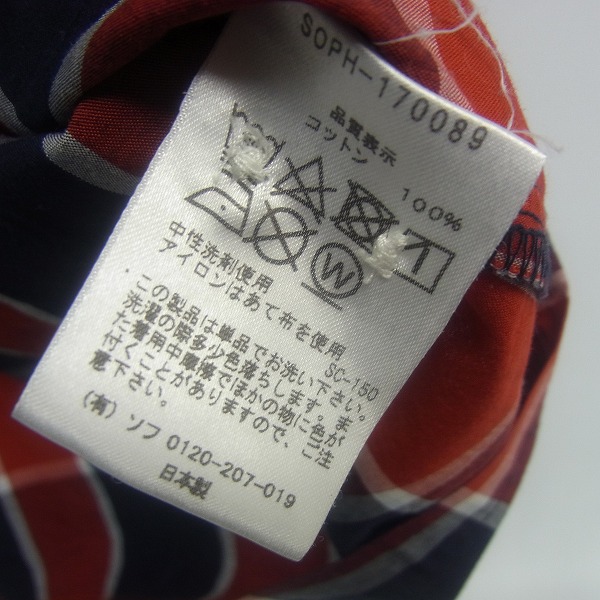 SOPH-170089
品質表示
コットン 100%
W
中性洗剤使用
アイロンはあて布を使用
SC-150
この製品は単品でお洗い下さい。
洗濯の際多少色落ちします。ま
た着用中摩擦でほかの物に色が
付くことがありますので、ご注
意下さい。
(有) ソフ 0120-207-019
日本製